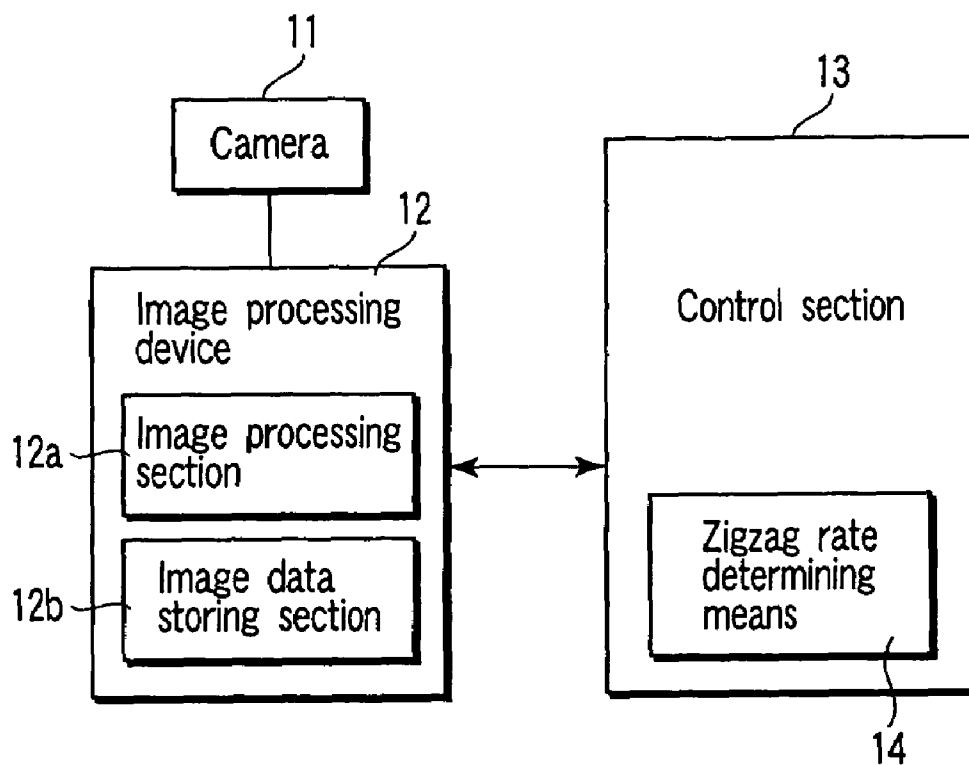 11
Camera
12
Image processing
device
12a
Image processing
section
12b
Image data
storing section
13
Control section
Zigzag rate
determining
means
14